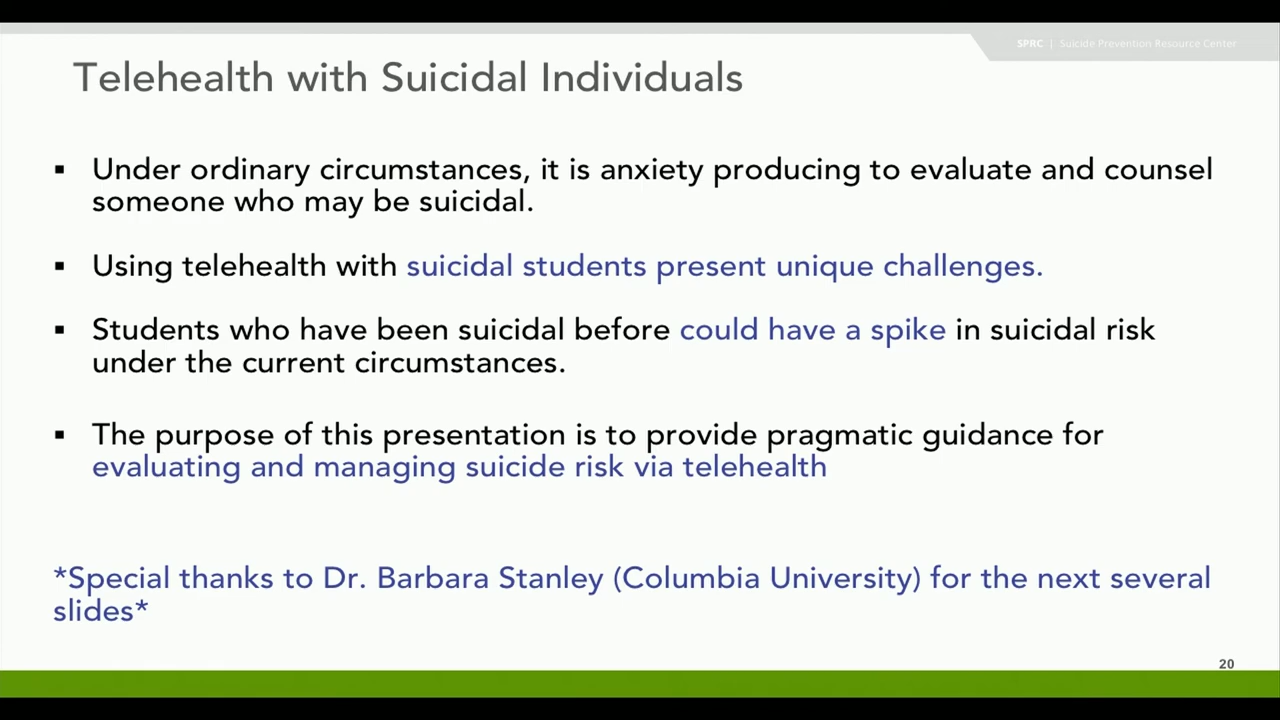 SPRC | Suicide Prevention Resource Center
Telehealth with Suicidal Individuals
▪ Under ordinary circumstances, it is anxiety producing to evaluate and counsel
someone who may be suicidal.
▪ Using telehealth with suicidal students present unique challenges.
▪ Students who have been suicidal before could have a spike in suicidal risk
under the current circumstances.
▪ The purpose of this presentation is to provide pragmatic guidance for
evaluating and managing suicide risk via telehealth
*Special thanks to Dr. Barbara Stanley (Columbia University) for the next several
slides*
20